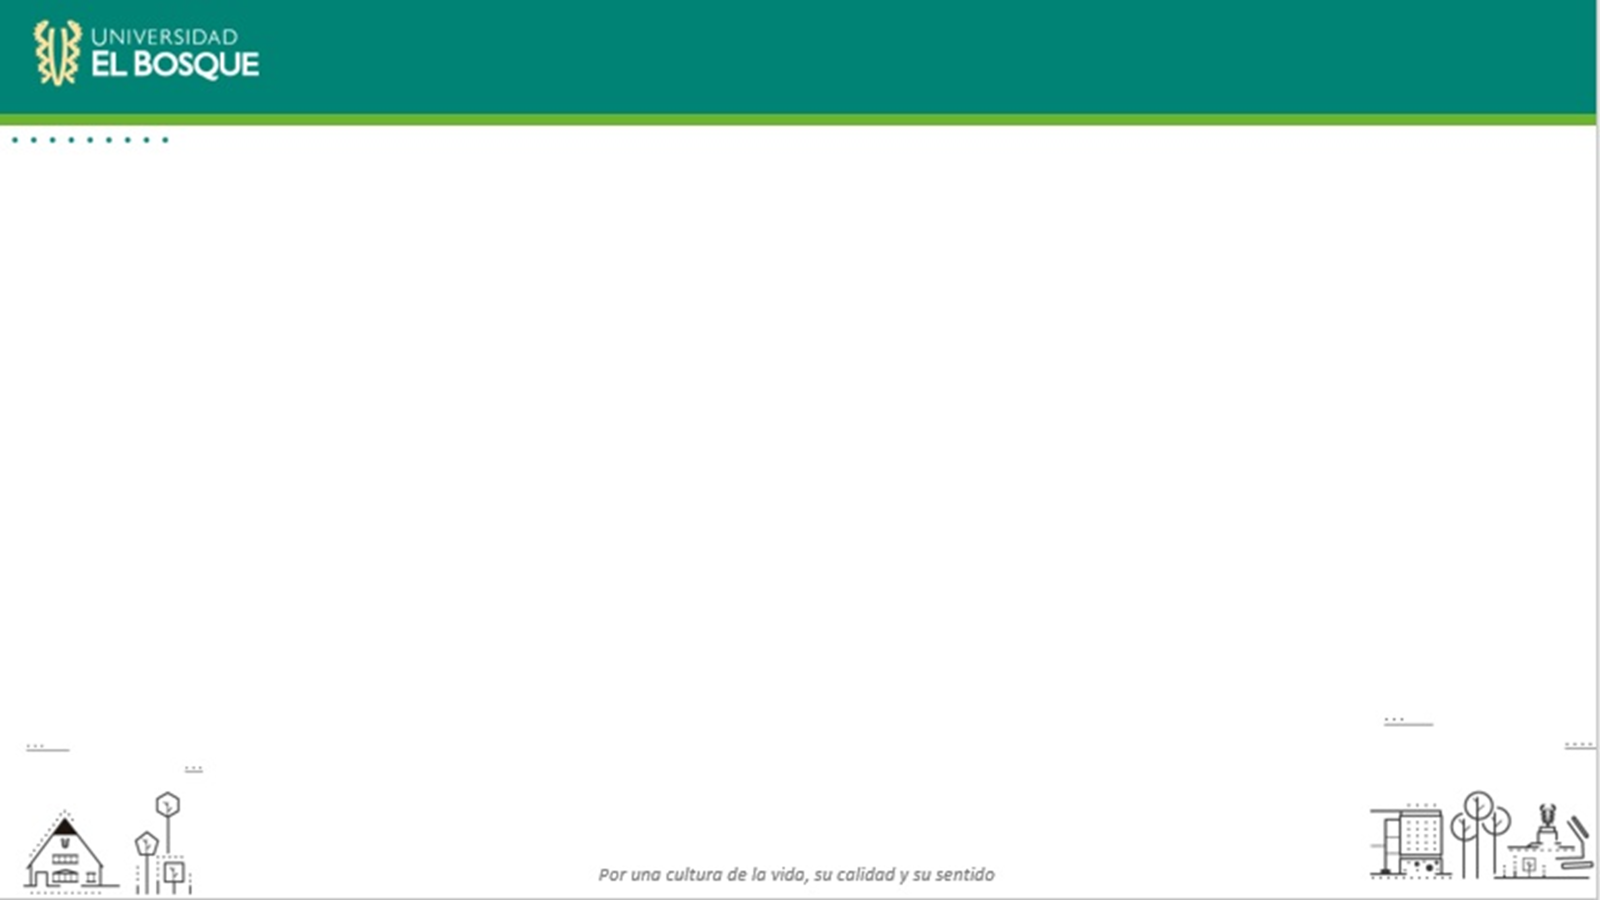 UNIVERSIDAD
EL BOSQUE
Por una cultura de la vida, su calidad y su sentido